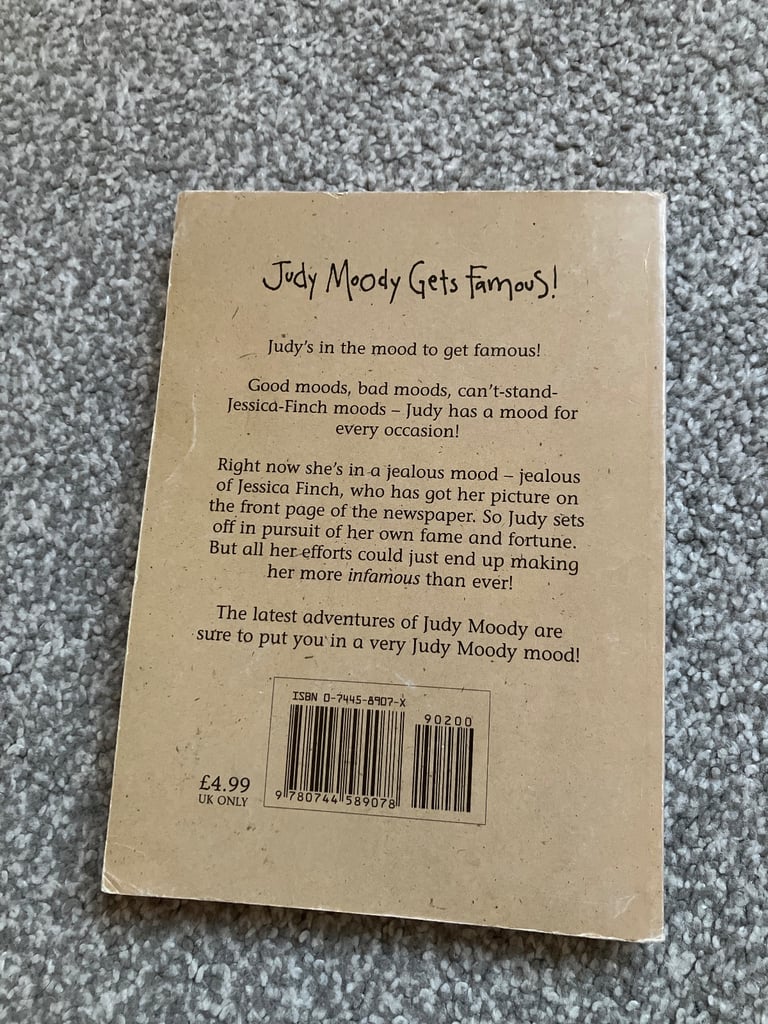 Judy Moody Gets Famous!
Judy's in the mood to get famous!
Good moods, bad moods, can't-stand-
Jessica-Finch moods – Judy has a mood for
every occasion!
Right now she's in a jealous mood – jealous
of Jessica Finch, who has got her picture on
the front page of the newspaper. So Judy sets
off in pursuit of her own fame and fortune.
But all her efforts could just end up making
her more infamous than ever!
The latest adventures of Judy Moody are
sure to put you in a very Judy Moody mood!
ISBN 0-7445-8907-X
90200
£4.99
UK ONLY
9 780744 589078